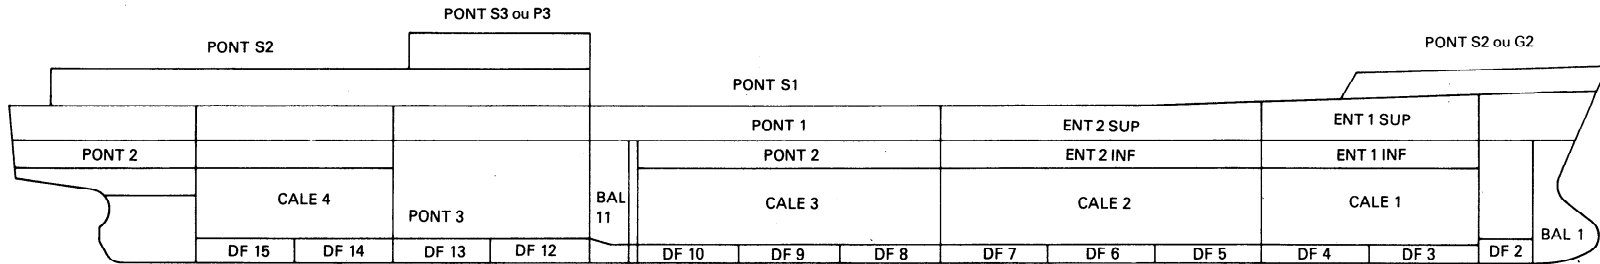 PONT S3 ou P3
PONT S2
PONT S2 ou G2
PONT S1
PONT 1
ENT 2 SUP
ENT 1 SUP
PONT 2
PONT 2
ENT 2 INF
ENT 1 INF
CALE 4
PONT 3
BAL
11
CALE 3
CALE 2
CALE 1
BAL 1
DF 15
DF 14
DF 13
DF 12
DF 10
DF 9
DF 8
DF 7
DF 6
DF 5
DF 4
DF 3
DF 2